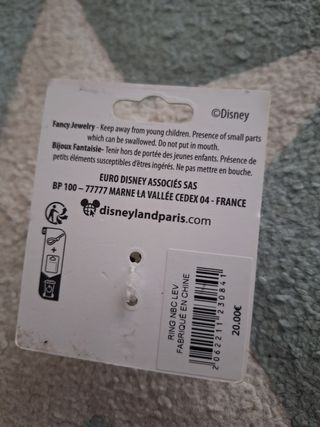 ©Disney
Fancy Jewelry - Keep away from young children. Presence of small parts
which can be swallowed. Do not put in mouth.
Bijoux Fantaisie- Tenir hors de portée des jeunes enfants. Présence de
petits éléments susceptibles d'êtres ingérés. Ne pas mettre en bouche.
EURO DISNEY ASSOCIÉS SAS
BP 100 – 77777 MARNE LA VALLÉE CEDEX 04 - FRANCE
disneylandparis.com
RING NBC LEV
FABRIQUÉ EN CHINE
2062211230841
20.00€